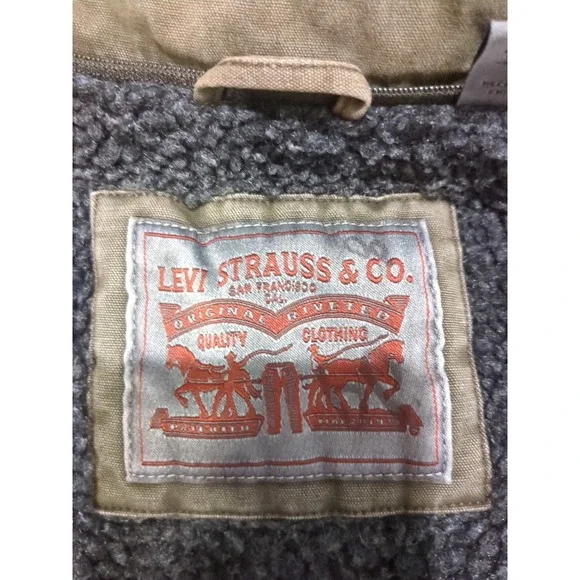 LEVI STRAUSS & CO.
SAN FRANCISCO
CAL.
ORIGINAL RIVETED
QUALITY CLOTHING